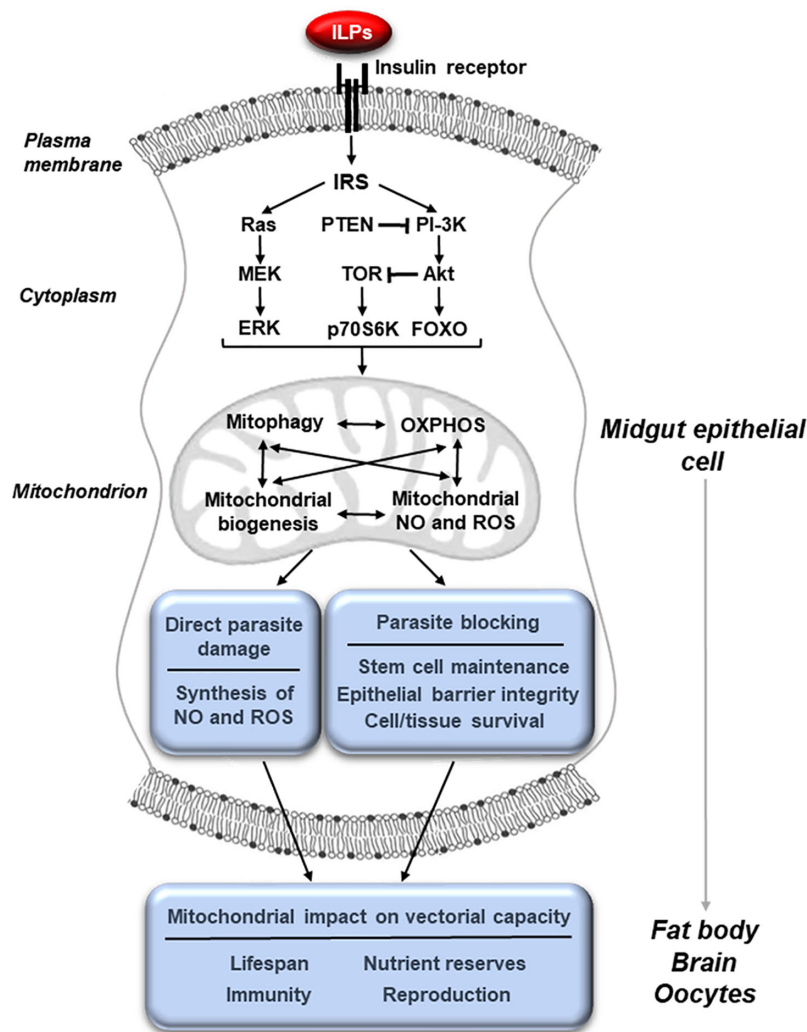 ILPs
Insulin receptor
Plasma
membrane
IRS
Ras
PTEN
PI-3K
Cytoplasm
MEK
TOR
Akt
ERK
p70S6K
FOXO
Mitophagy
OXPHOS
Midgut epithelial
cell
Mitochondrion
Mitochondrial
biogenesis
Mitochondrial
NO and ROS
Direct parasite
damage
Synthesis of
NO and ROS
Parasite blocking
Stem cell maintenance
Epithelial barrier integrity
Cell/tissue survival
Mitochondrial impact on vectorial capacity
Lifespan
Nutrient reserves
Immunity
Reproduction
Fat body
Brain
Oocytes